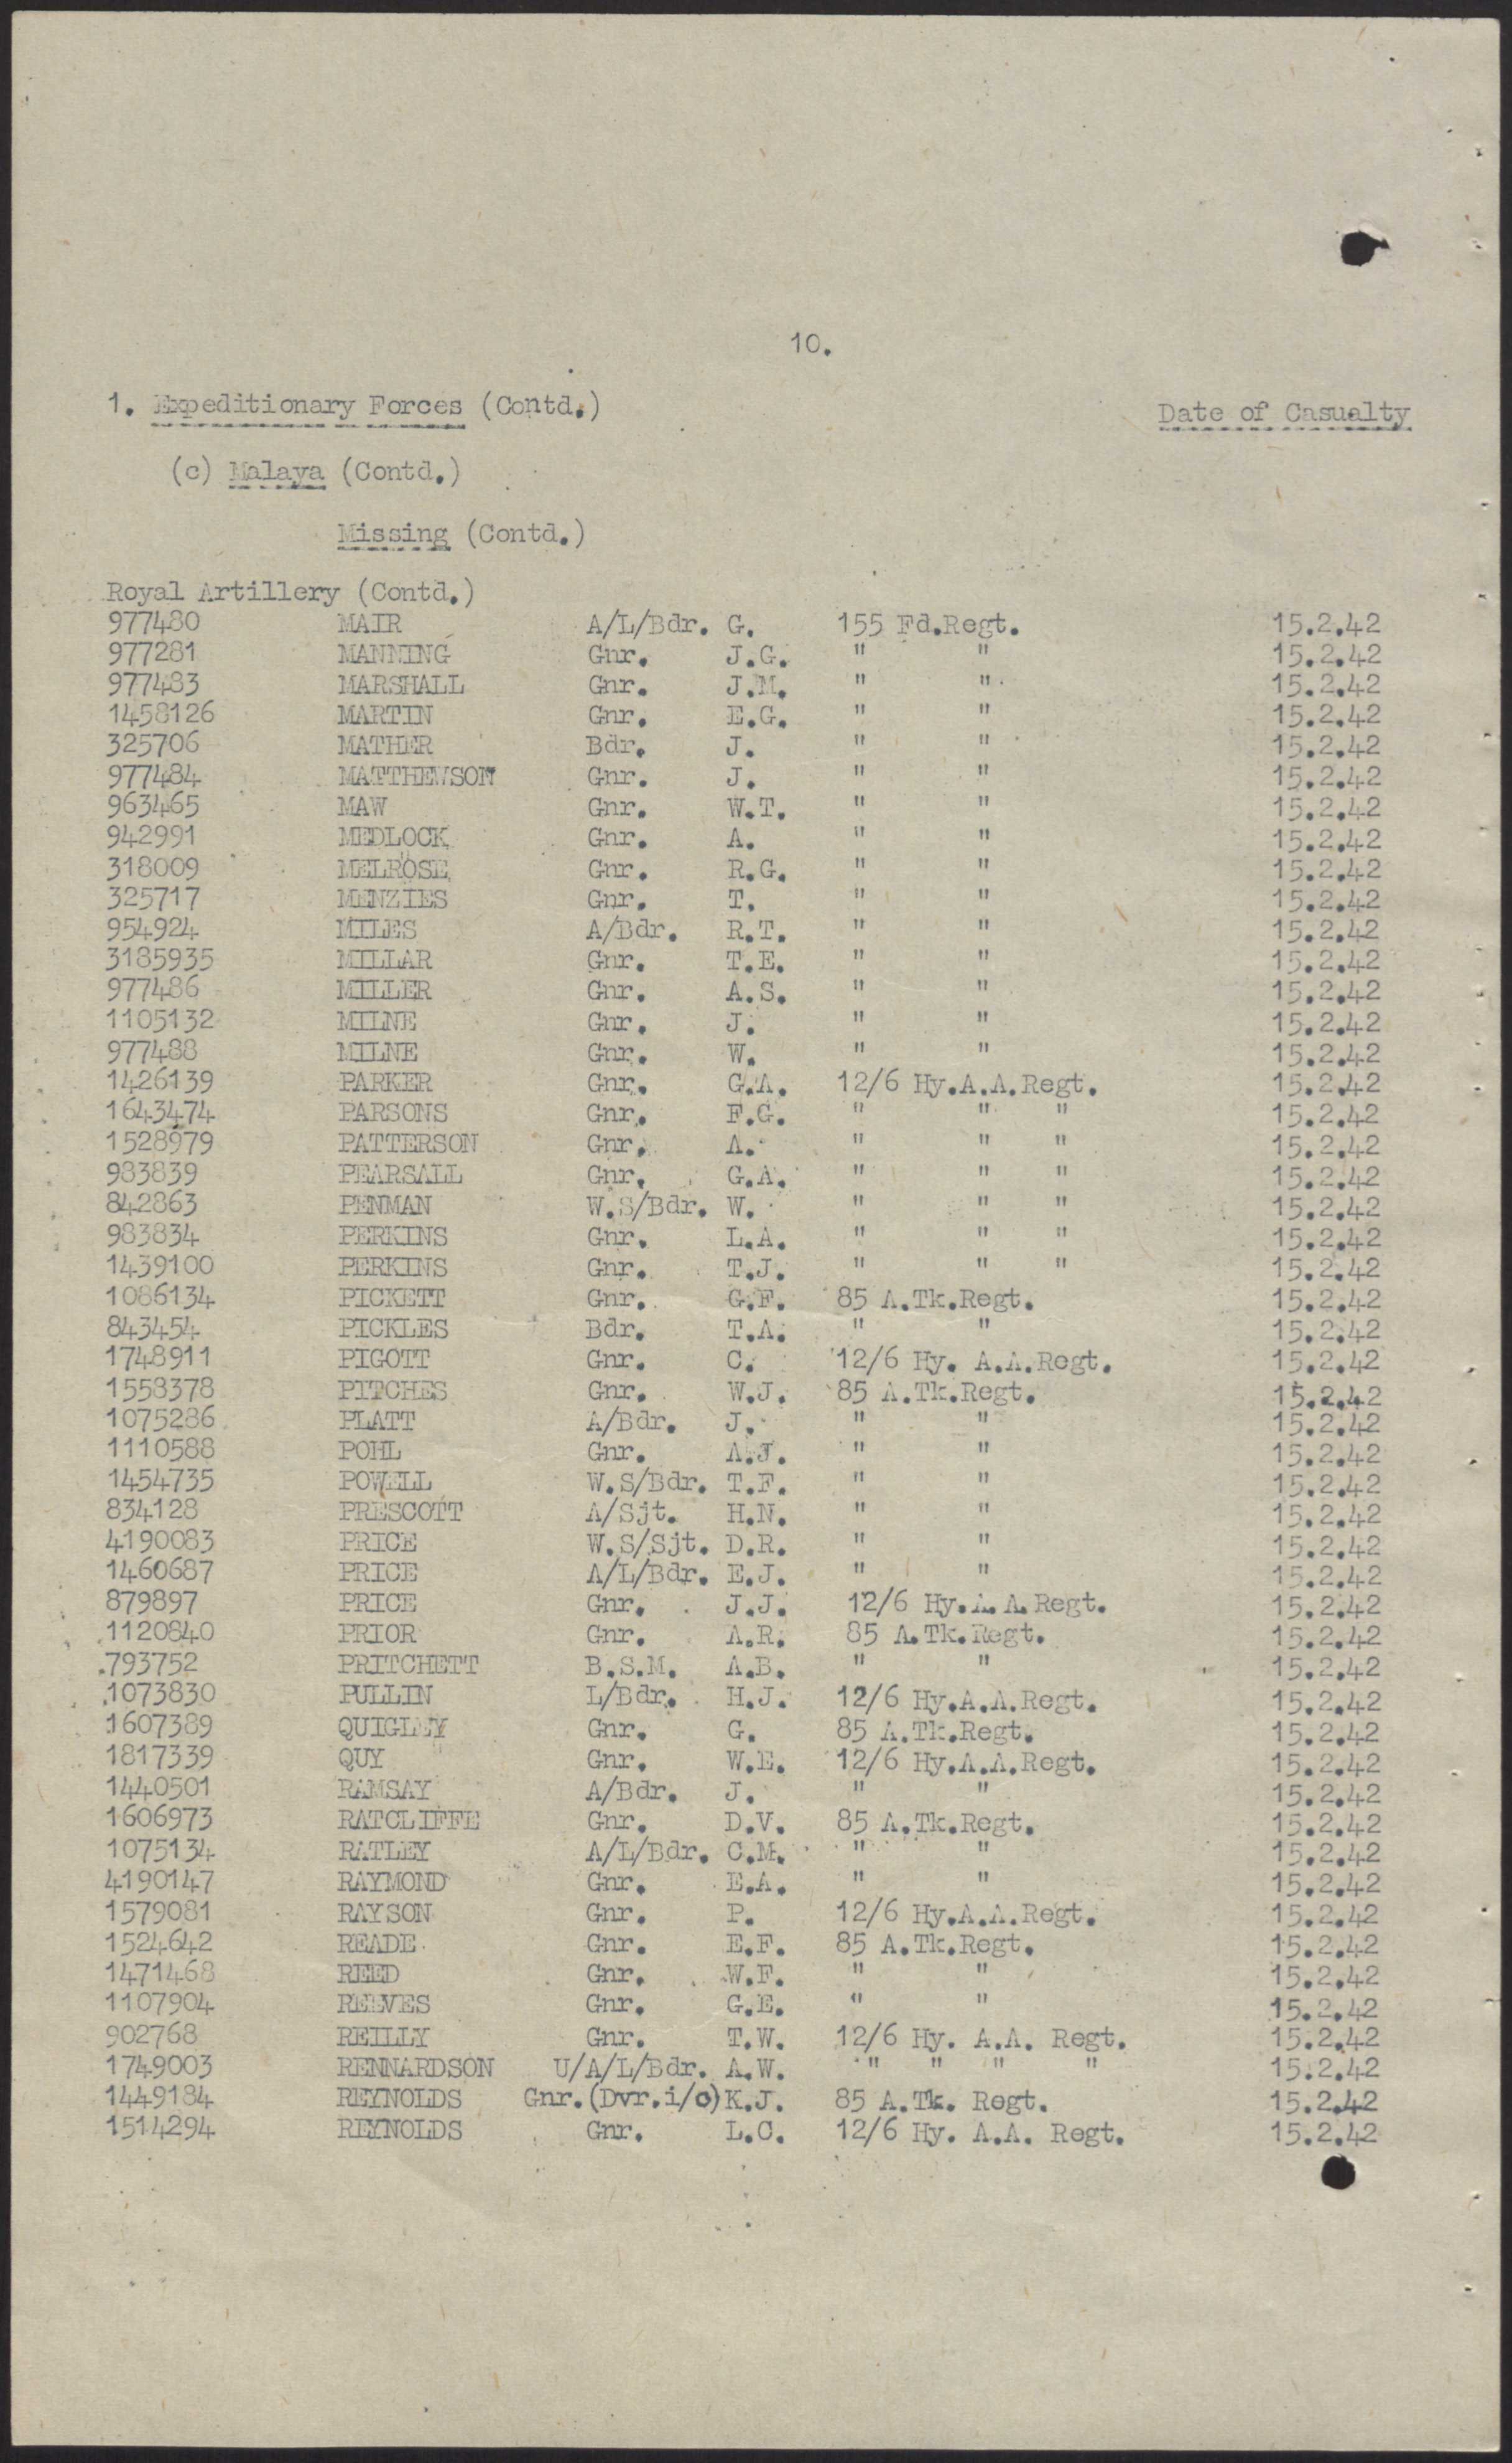 10.
1. Expeditionary Forces (Contd.) Date of Casualty
(c) Malaya (Contd.)
Missing (Contd.)
Royal Artillery (Contd.)
977480 MAIR A/L/Bdr. G. 155 Fd.Regt. 15.2.42
977281 MANNING Gnr. J.G. " " 15.2.42
977483 MARSHALL Gnr. J.M. " " 15.2.42
1458126 MARTIN Gnr. E.G. " " 15.2.42
325706 MATHER Bdr. J. " " 15.2.42
977484 MATTHEWSON Gnr. J. " " 15.2.42
963465 MAW Gnr. W.T. " " 15.2.42
942991 MEDLOCK Gnr. A. " " 15.2.42
318009 MELROSE Gnr. R.G. " " 15.2.42
325717 MENZIES Gnr. T. " " 15.2.42
954924 MILES A/Bdr. R.T. " " 15.2.42
3185935 MILLAR Gnr. T.E. " " 15.2.42
977486 MILLER Gnr. A.S. " " 15.2.42
1105132 MILNE Gnr. J. " " 15.2.42
977488 MILNE Gnr. W. " " 15.2.42
1426139 PARKER Gnr. G.A. 12/6 Hy.A.A.Regt. 15.2.42
1643474 PARSONS Gnr. F.G. " " " 15.2.42
1528979 PATTERSON Gnr. A. " " " 15.2.42
983839 PEARSALL Gnr. G.A. " " " 15.2.42
842863 PENMAN W.S/Bdr. W. " " " 15.2.42
983834 PERKINS Gnr. L.A. " " " 15.2.42
1439100 PERKINS Gnr. T.J. " " " 15.2.42
1086134 PICKETT Gnr. G.F. 85 A.Tk.Regt. 15.2.42
843454 PICKLES Bdr. T.A. " " 15.2.42
1748911 PIGOTT Gnr. C. 12/6 Hy. A.A.Regt. 15.2.42
1558378 PITCHES Gnr. W.J. 85 A.Tk.Regt. 15.2.42
1075286 PLATT A/Bdr. J. " " 15.2.42
1110588 POHL Gnr. A.J. " " 15.2.42
1454735 POWELL W.S/Bdr. T.F. " " 15.2.42
834128 PRESCOTT A/Sjt. H.N. " " 15.2.42
4190083 PRICE W.S/Sjt. D.R. " " 15.2.42
1460687 PRICE A/L/Bdr. E.J. " " 15.2.42
879897 PRICE Gnr. J.J. 12/6 Hy.A.A.Regt. 15.2.42
1120840 PRIOR Gnr. A.R. 85 A.Tk.Regt. 15.2.42
793752 PRITCHETT B.S.M. A.B. " " 15.2.42
1073830 PULLIN L/Bdr. H.J. 12/6 Hy.A.A.Regt. 15.2.42
1607389 QUIGLEY Gnr. G. 85 A.Tk.Regt. 15.2.42
1817339 QUY Gnr. W.E. 12/6 Hy.A.A.Regt. 15.2.42
1440501 RAMSAY A/Bdr. J. " " 15.2.42
1606973 RATCLIFFE Gnr. D.V. 85 A.Tk.Regt. 15.2.42
1075134 RATLEY A/L/Bdr. C.M. " " 15.2.42
4190147 RAYMOND Gnr. E.A. " " 15.2.42
1579081 RAYSON Gnr. P. 12/6 Hy.A.A.Regt. 15.2.42
1524642 READE Gnr. E.F. 85 A.Tk.Regt. 15.2.42
1471468 REED Gnr. W.F. " " 15.2.42
1107904 REEVES Gnr. G.E. " " 15.2.42
902768 REILLY Gnr. T.W. 12/6 Hy. A.A. Regt. 15.2.42
1749003 RENNARDSON U/A/L/Bdr. A.W. " " " " 15.2.42
1449184 REYNOLDS Gnr.(Dvr.i/c)K.J. 85 A.Tk. Regt. 15.2.42
1514294 REYNOLDS Gnr. L.C. 12/6 Hy. A.A. Regt. 15.2.42